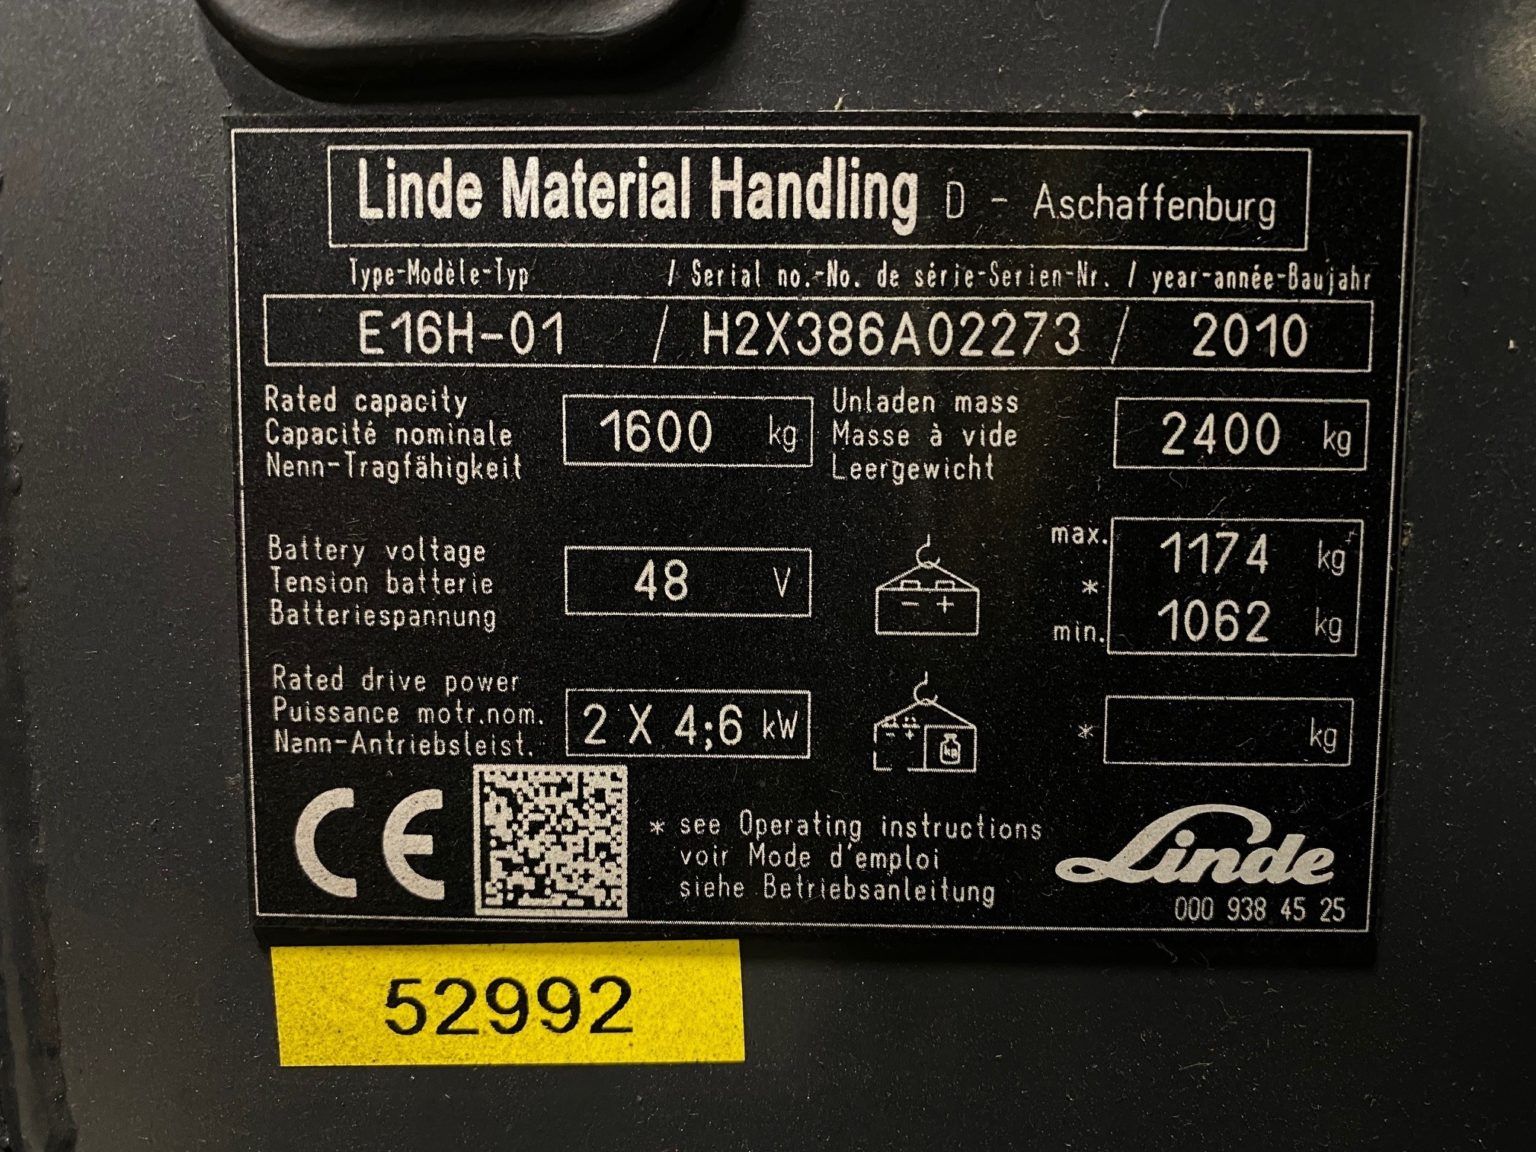 Linde Material Handling D - Aschaffenburg
Type-Modèle-Typ / Serial no.-No. de série-Serien-Nr. / year-année-Baujahr
E16H-01 / H2X386A02273 / 2010
Rated capacity
Capacité nominale
Nenn-Tragfähigkeit
1600 kg
Unladen mass
Masse à vide
Leergewicht
2400 kg
Battery voltage
Tension batterie
Batteriespannung
48 V
- +
max. 1174 kg
*
min. 1062 kg
Rated drive power
Puissance motr.nom.
Nann-Antriebsleist.
2 X 4;6 kW
- +
kg
* kg
CE
* see Operating instructions
voir Mode d'emploi
siehe Betriebsanleitung
Linde
000 938 45 25
52992